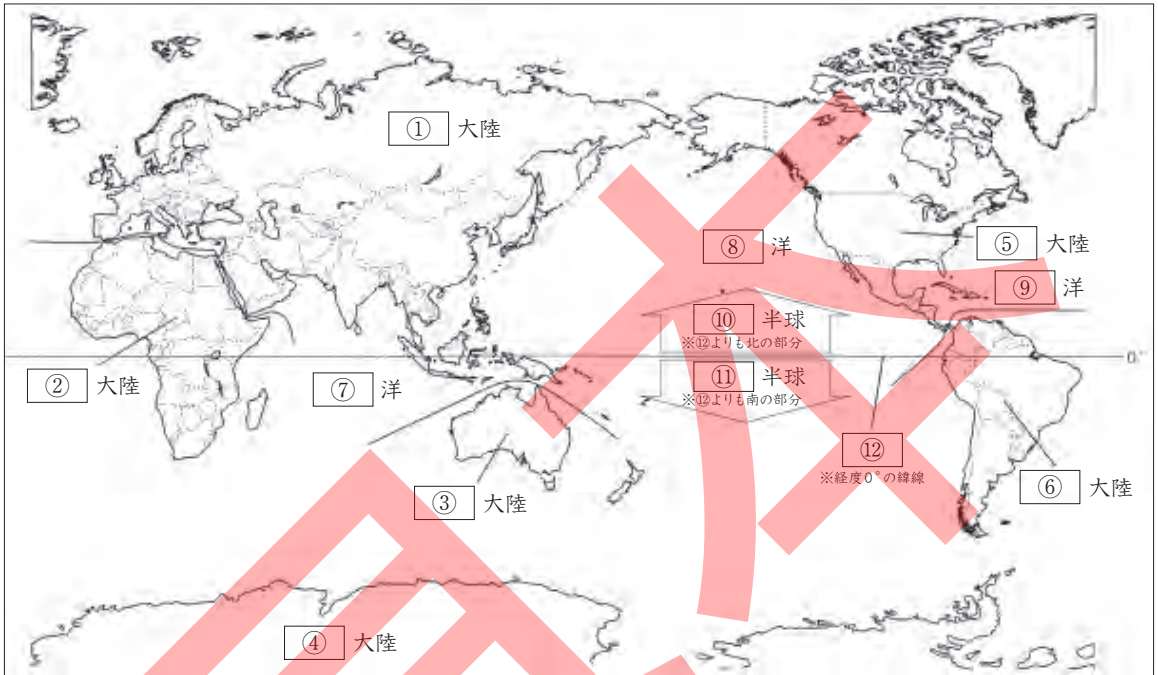 ① 大陸
⑧ 洋
⑤ 大陸
⑨ 洋
⑩ 半球
※⑫よりも北の部分
0°
② 大陸
⑦ 洋
⑪ 半球
※⑫よりも南の部分
⑫
※経度0°の緯線
③ 大陸
⑥ 大陸
④ 大陸